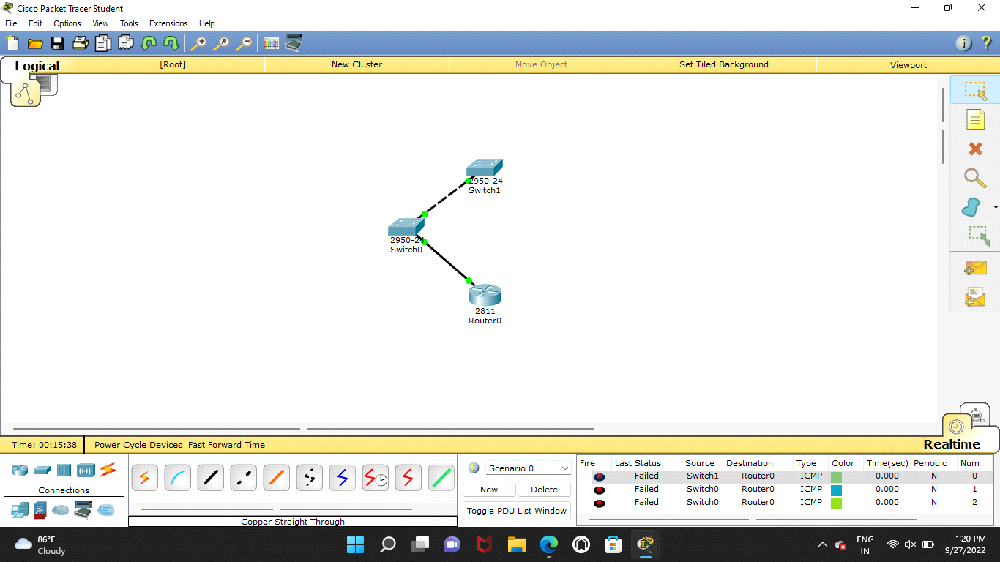 Cisco Packet Tracer Student
File Edit Options View Tools Extensions Help
Logical [Root] New Cluster Move Object Set Tiled Background Viewport
2950-24
Switch1
2950-24
Switch0
2811
Router0
Time: 00:15:38 Power Cycle Devices Fast Forward Time
Realtime
Connections
Copper Straight-Through
Scenario 0
New Delete
Toggle PDU List Window
Fire Last Status Source Destination Type Color Time(sec) Periodic Num
Failed Switch1 Router0 ICMP 0.000 N 0
Failed Switch0 Router0 ICMP 0.000 N 1
Failed Switch0 Router0 ICMP 0.000 N 2
86°F
Cloudy
ENG
IN
1:20 PM
9/27/2022